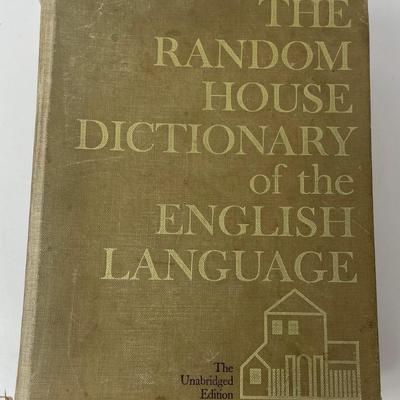 THE
RANDOM
HOUSE
DICTIONARY
of the
ENGLISH
LANGUAGE
The
Unabridged
Edition